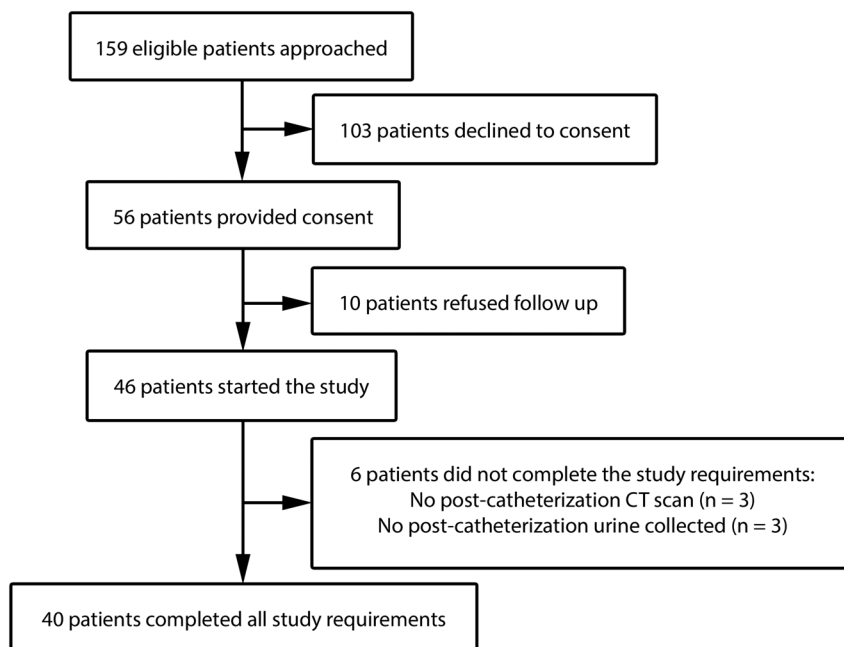 159 eligible patients approached
103 patients declined to consent
56 patients provided consent
10 patients refused follow up
46 patients started the study
6 patients did not complete the study requirements:
No post-catheterization CT scan (n = 3)
No post-catheterization urine collected (n = 3)
40 patients completed all study requirements